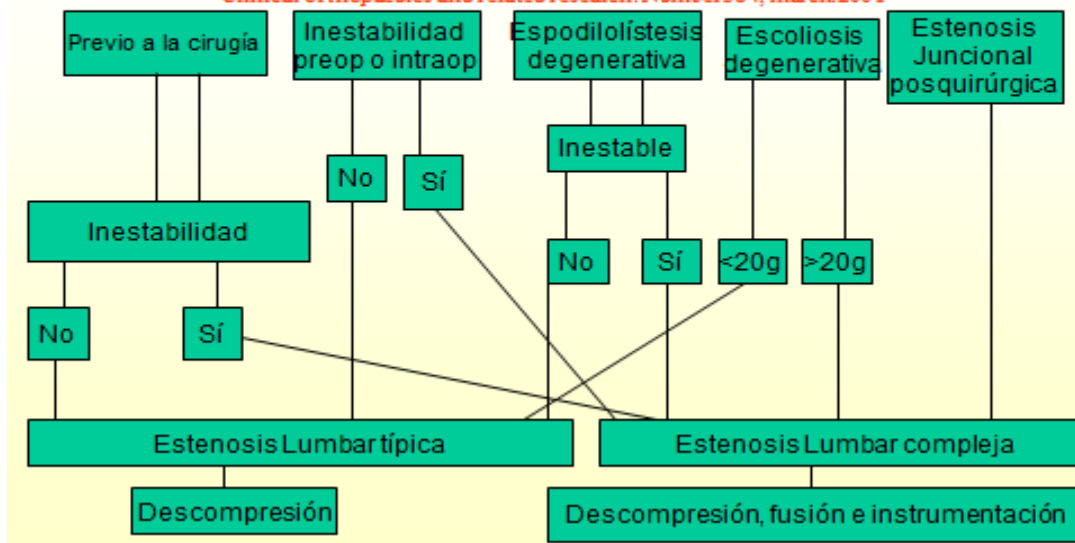 Previo a la cirugía
Inestabilidad
preop o intraop
Espodilolístesis
degenerativa
Escoliosis
degenerativa
Estenosis
Juncional
posquirúrgica
Inestable
No
Sí
Inestabilidad
No
Sí
<20g
>20g
No
Sí
Estenosis Lumbar típica
Estenosis Lumbar compleja
Descompresión
Descompresión, fusión e instrumentación